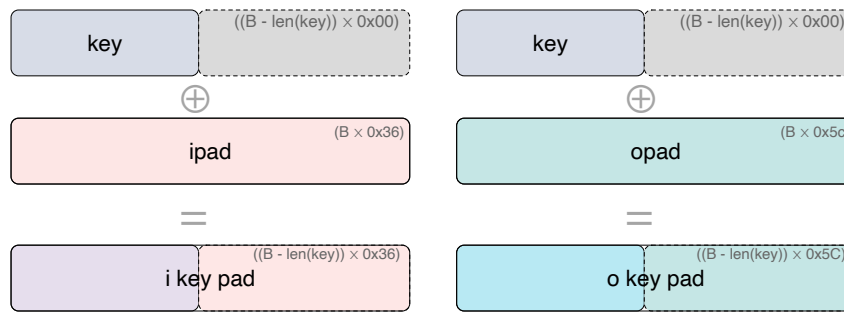 ((B - len(key)) × 0x00)
key
⊕
ipad
(B × 0x36)
=
((B - len(key)) × 0x36)
i key pad
((B - len(key)) × 0x00)
key
⊕
opad
(B × 0x5c
=
((B - len(key)) × 0x5C)
o key pad